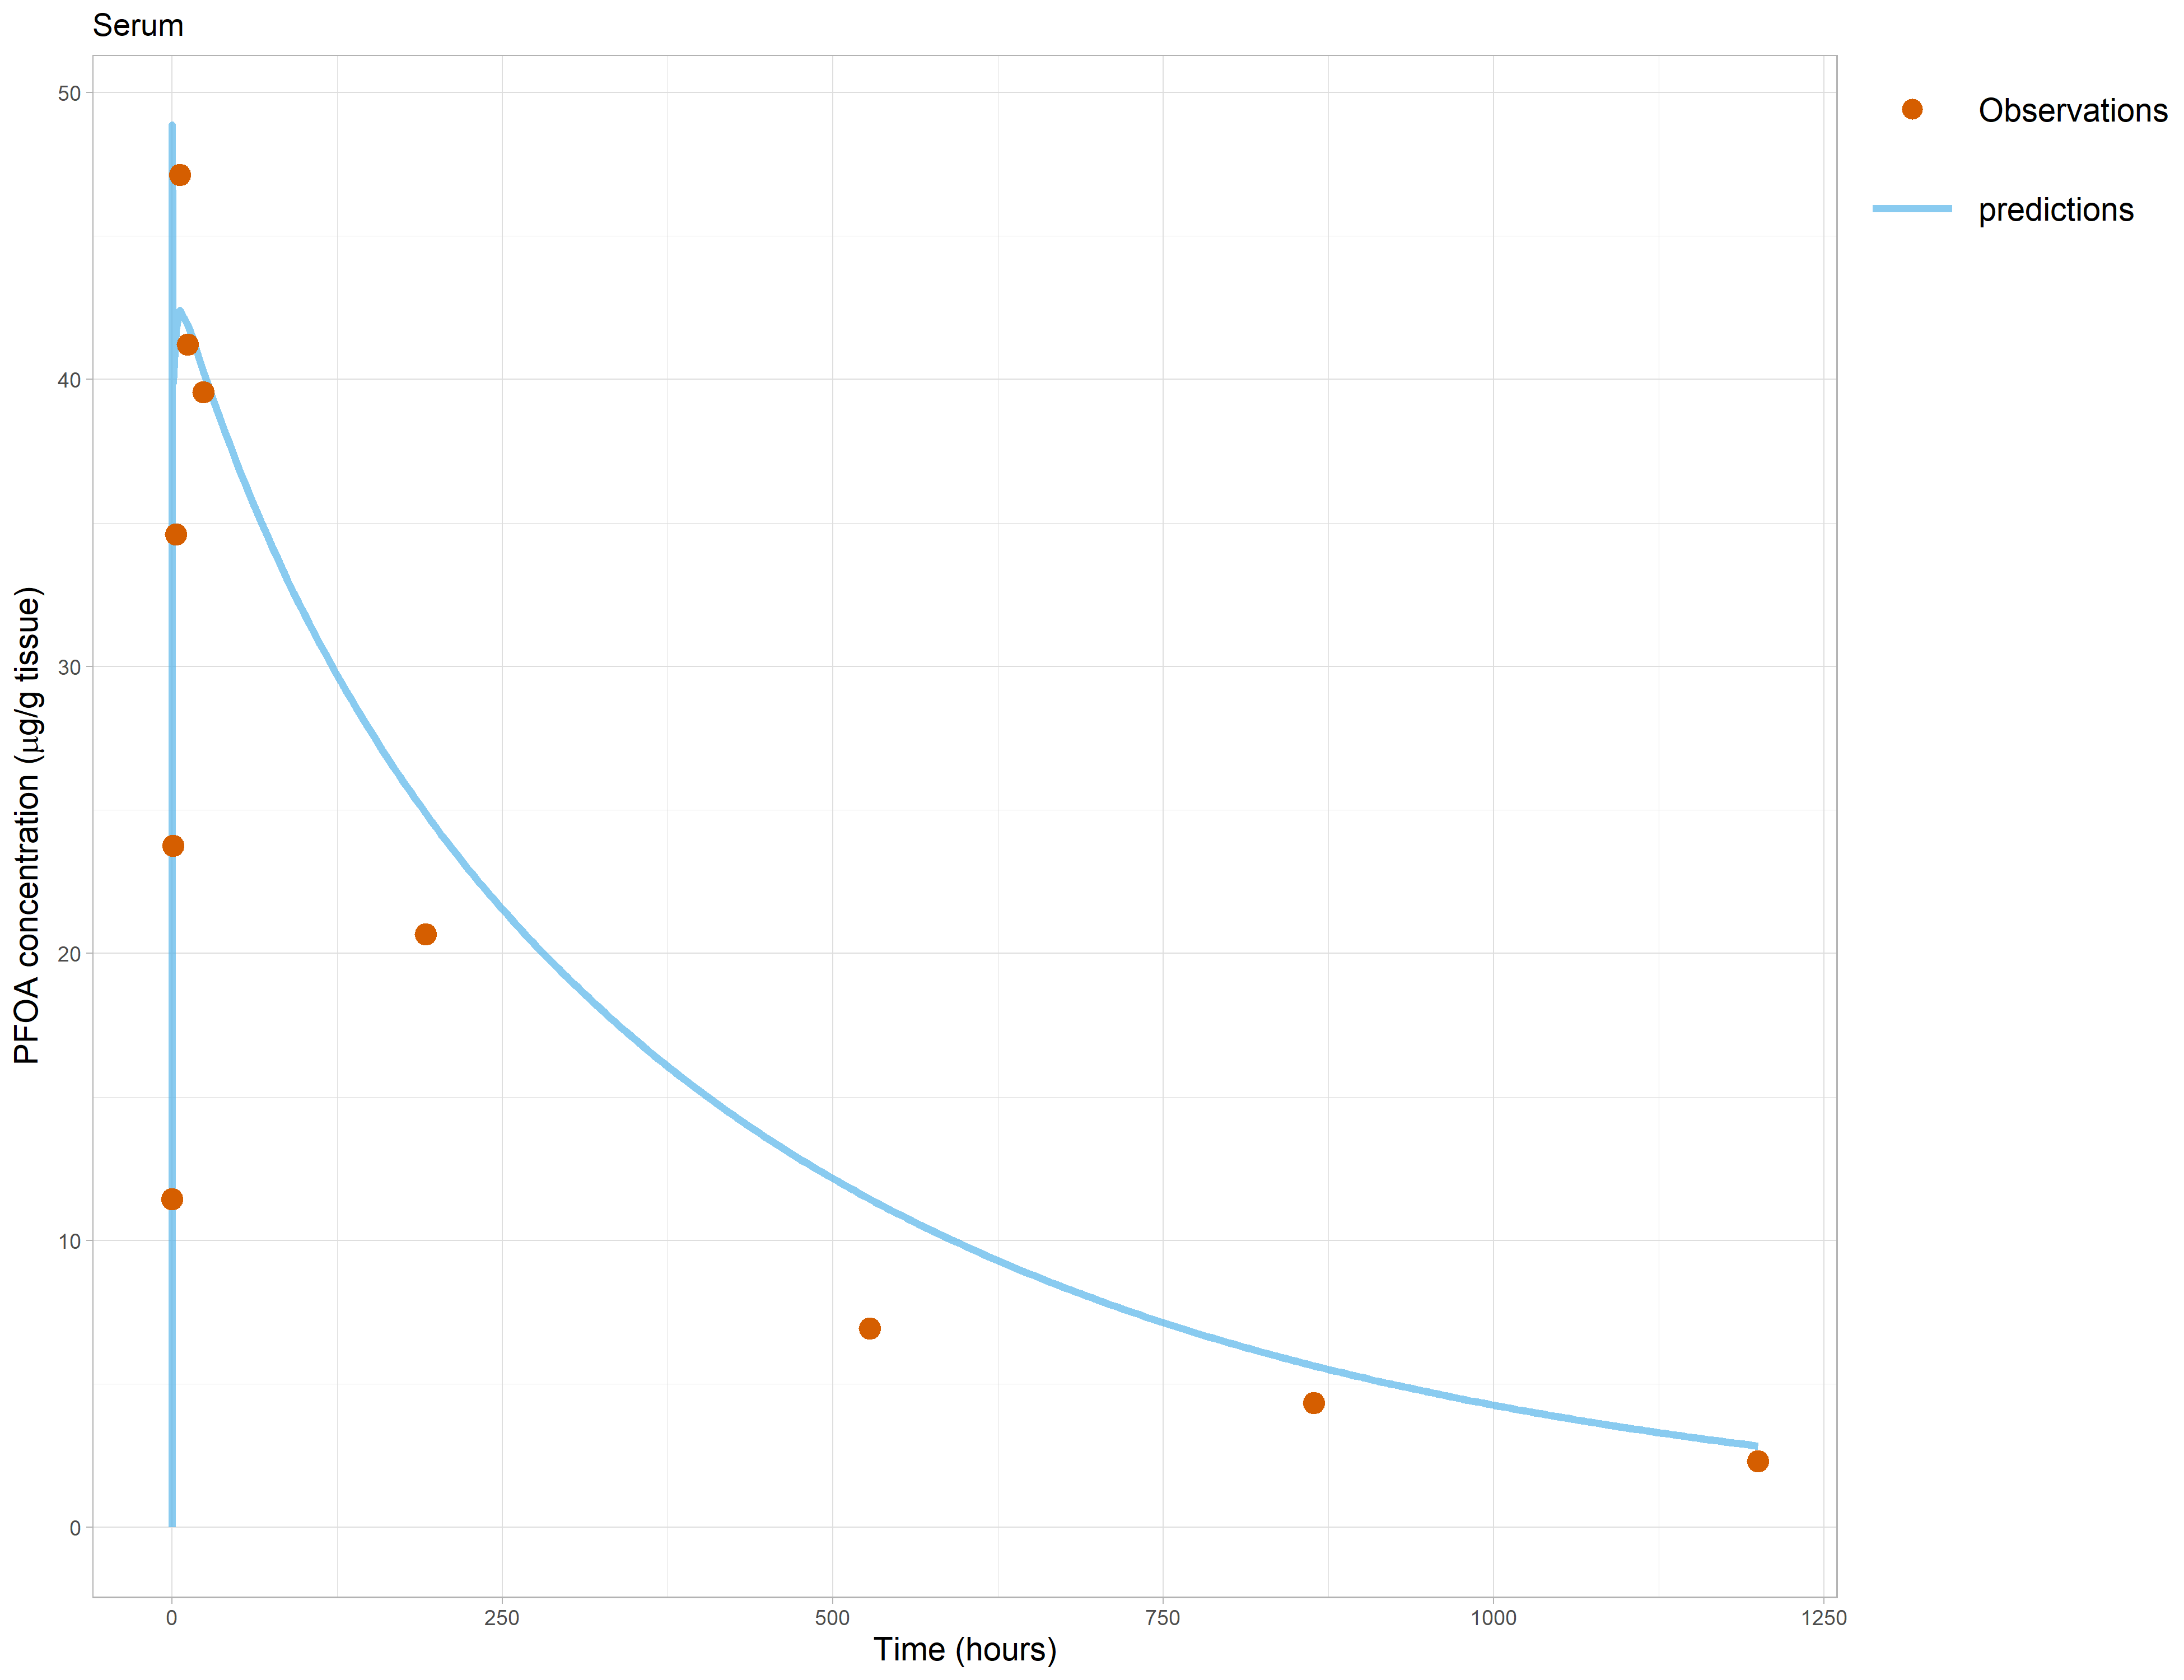 Serum
50
40
30
20
10
0
PFOA concentration (μg/g tissue)
0 250 500 750 1000 1250
Time (hours)
Observations
predictions